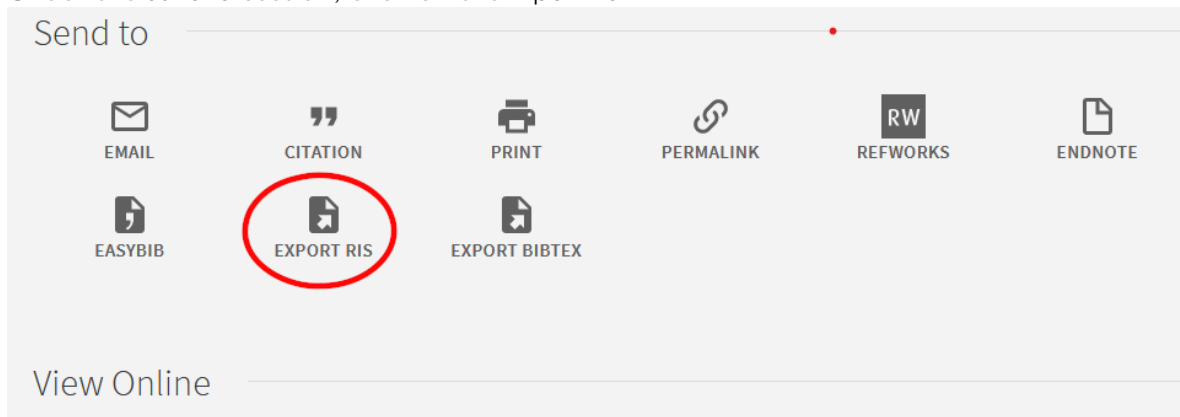 Send to
RW
EMAIL CITATION PRINT PERMALINK REFWORKS ENDNOTE
EASYBIB EXPORT RIS EXPORT BIBTEX
View Online